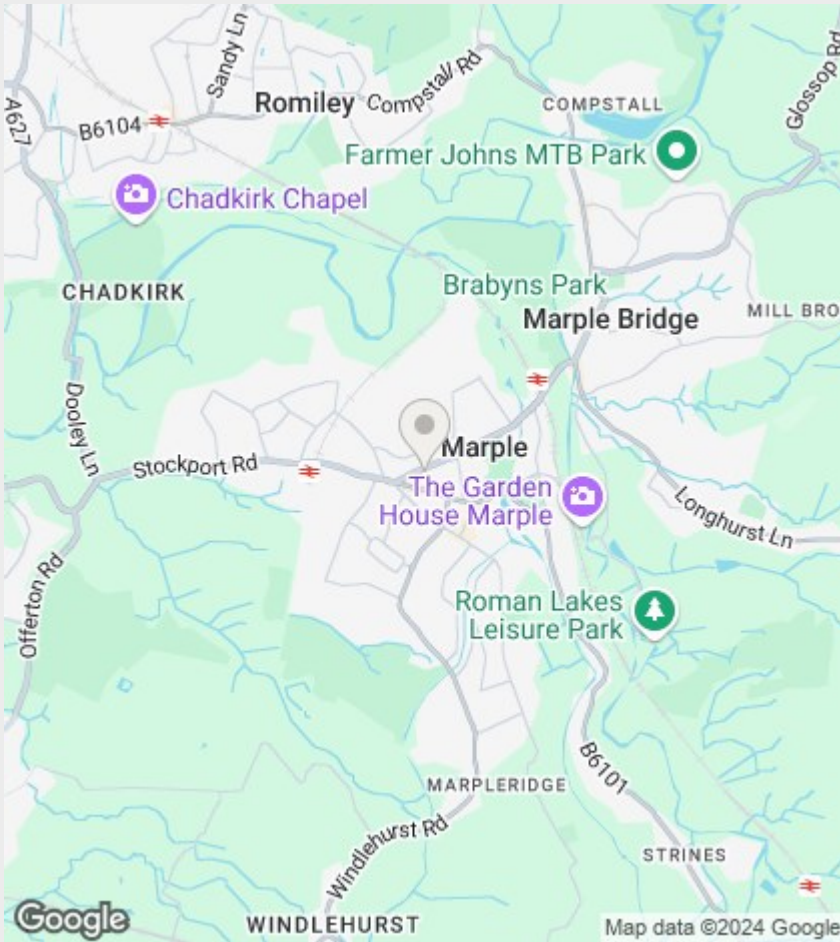 Sandy Ln
Romiley
Compstall Rd
COMPSTALL
Glossop Rd
A627
B6104
Farmer Johns MTB Park
Chadkirk Chapel
CHADKIRK
Brabyns Park
Marple Bridge
MILL BRO
Dooley Ln
Stockport Rd
Marple
The Garden
House Marple
Longhurst Ln
Offerton Rd
Roman Lakes
Leisure Park
B6101
MARPLERIDGE
Windlehurst Rd
STRINES
Google
WINDLEHURST
Map data ©2024 Google